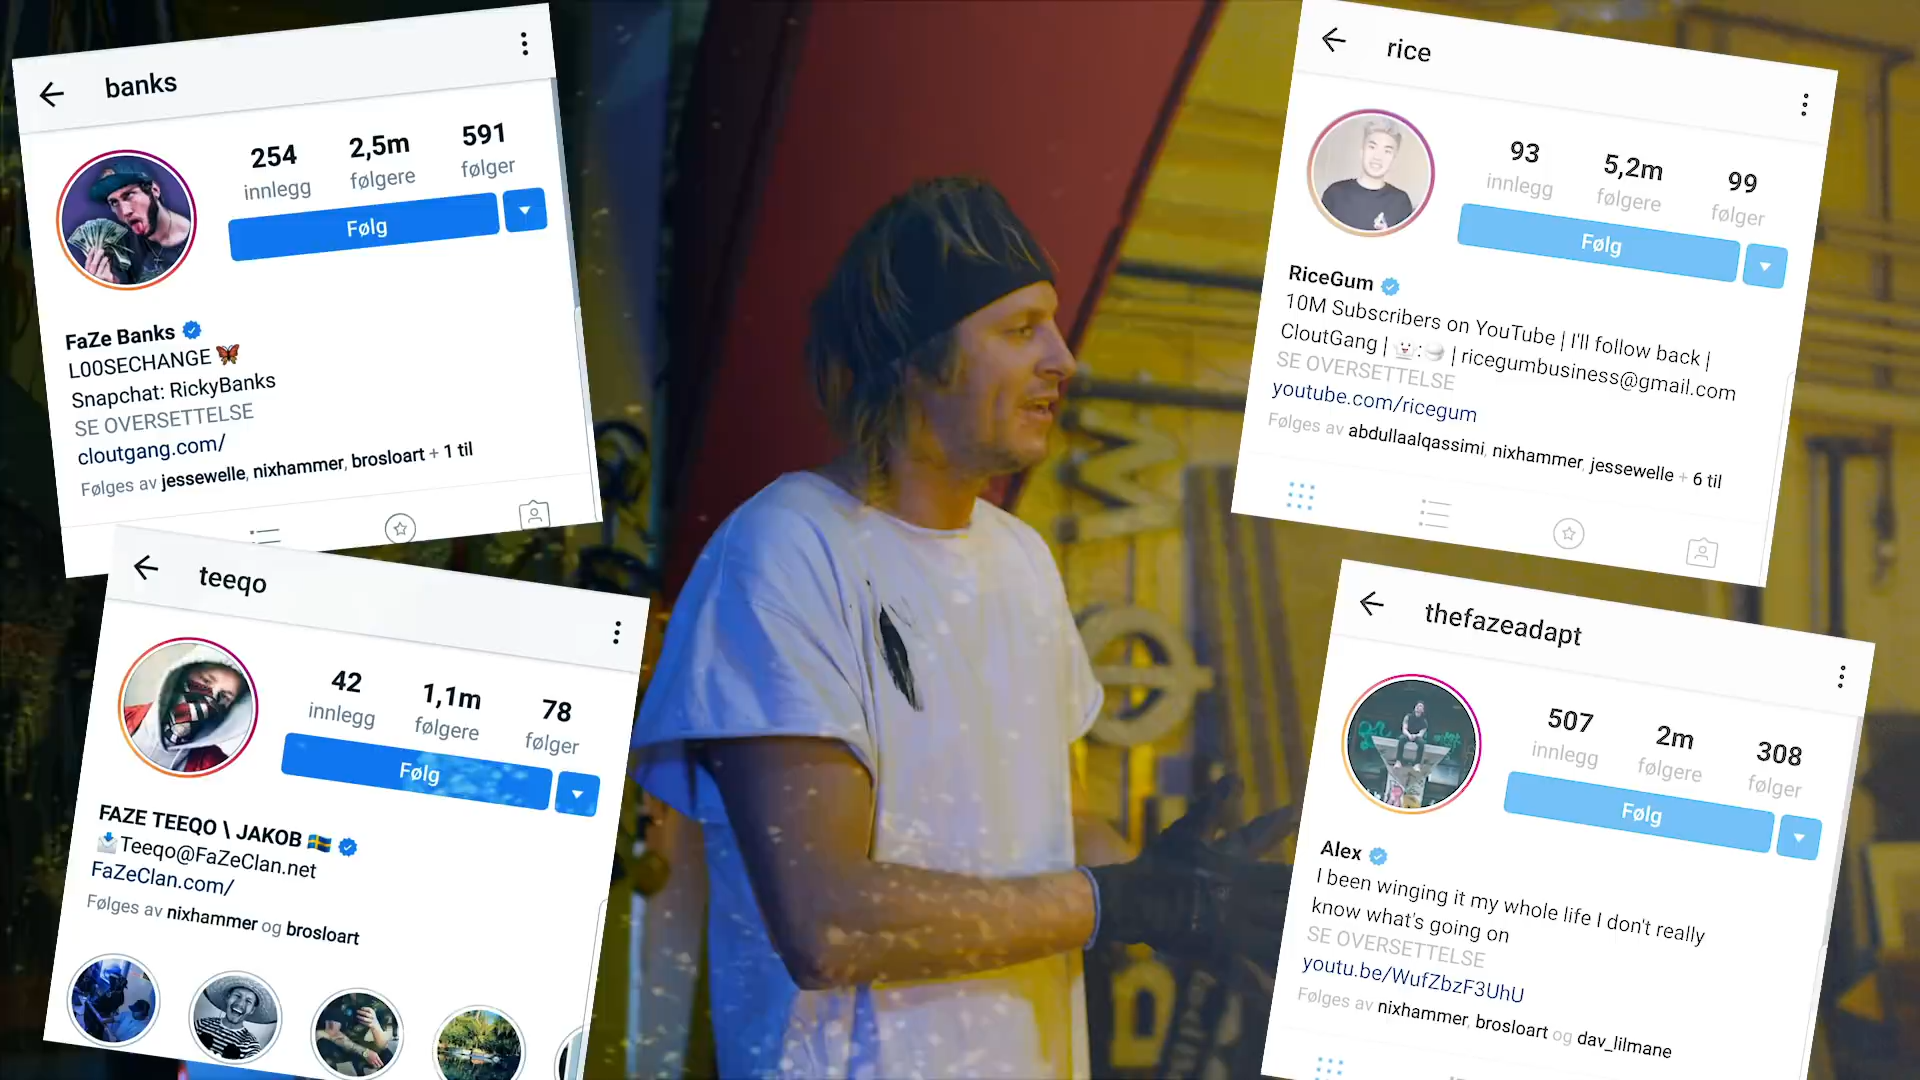 banks
254
2,5m
591
innlegg
følgere
følger
Følg
FaZe Banks
L00SECHANGE
Snapchat: RickyBanks
SE OVERSETTELSE
cloutgang.com/
Følges av jessewelle, nixhammer, brosloart + 1 til
rice
93
5,2m
99
innlegg
følgere
følger
Følg
RiceGum
10M Subscribers on YouTube | I'll follow back |
CloutGang | : | ricegumbusiness@gmail.com
SE OVERSETTELSE
youtube.com/ricegum
Følges av abdullaalqassimi, nixhammer, jessewelle + 6 til
teeqo
42
1,1m
78
innlegg
følgere
følger
Følg
FAZE TEEQO \ JAKOB
Teeqo@FaZeClan.net
FaZeClan.com/
Følges av nixhammer og brosloart
thefazeadapt
507
2m
308
innlegg
følgere
følger
Følg
Alex
I been winging it my whole life I don't really
know what's going on
SE OVERSETTELSE
youtu.be/WufZbzF3UhU
Følges av nixhammer, brosloart og dav_lilmane